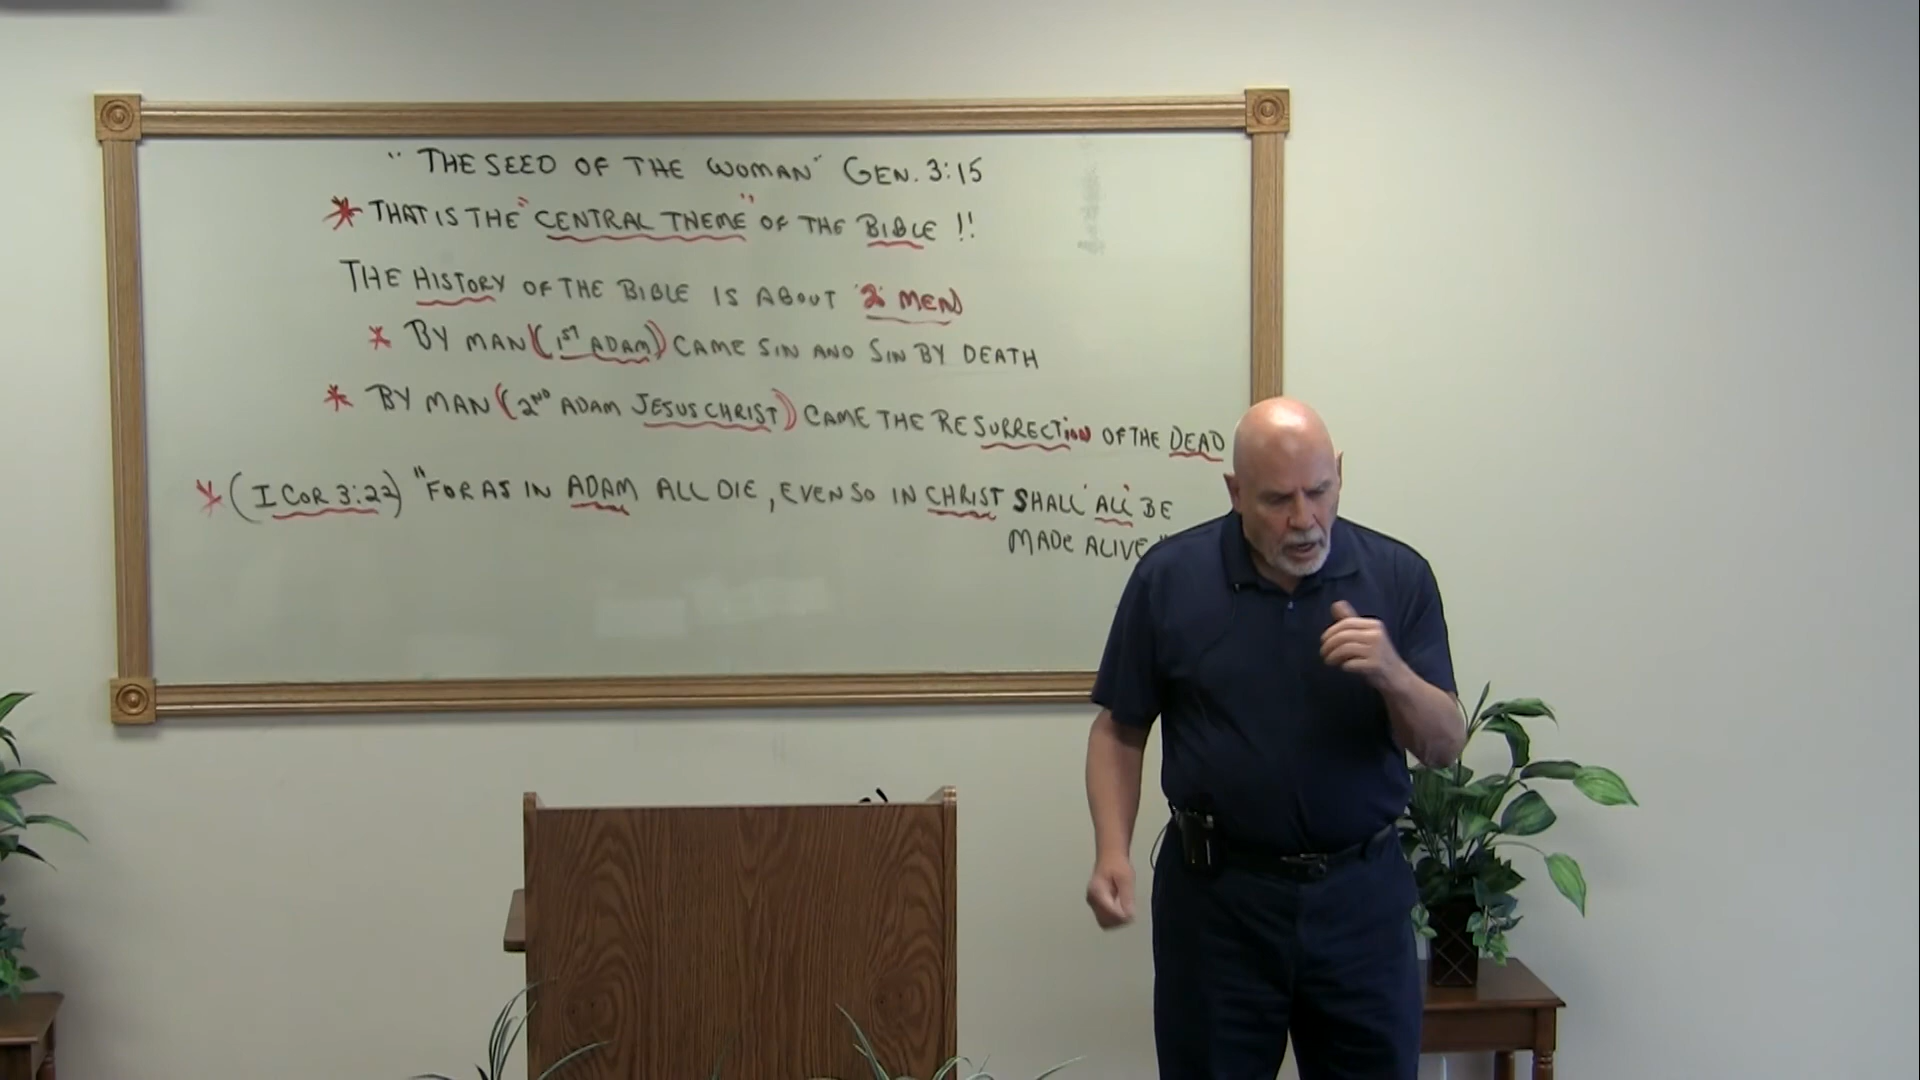 "THE SEED OF THE WOMAN" GEN. 3:15
* THAT IS THE "CENTRAL THEME" OF THE BIBLE !!
THE HISTORY OF THE BIBLE IS ABOUT "2" MEN
* BY MAN (1ST ADAM) CAME SIN AND SIN BY DEATH
* BY MAN (2ND ADAM JESUS CHRIST) CAME THE RESURRECTION OF THE DEAD
* (I COR 3:22) "FOR AS IN ADAM ALL DIE, EVEN SO IN CHRIST SHALL 'ALL' BE
MADE ALIVE"